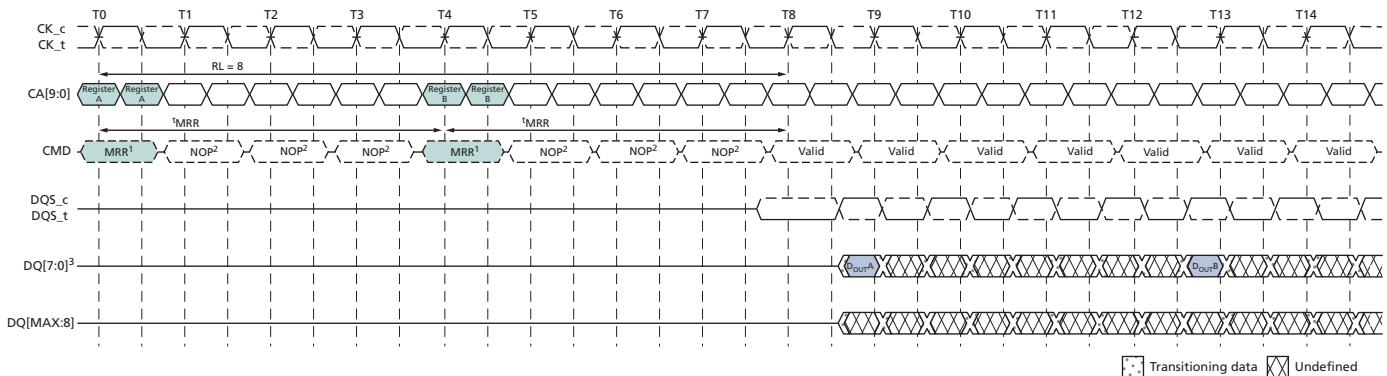 T0 T1 T2 T3 T4 T5 T6 T7 T8 T9 T10 T11 T12 T13 T14
CK_c
CK_t
RL = 8
CA[9:0] Register A Register A Register B Register B
tMRR tMRR
CMD MRR1 NOP2 NOP2 NOP2 MRR1 NOP2 NOP2 NOP2 Valid Valid Valid Valid Valid Valid Valid
DQS_c
DQS_t
DQ[7:0]3 DOUTA DOUTB
DQ[MAX:8]
Transitioning data Undefined